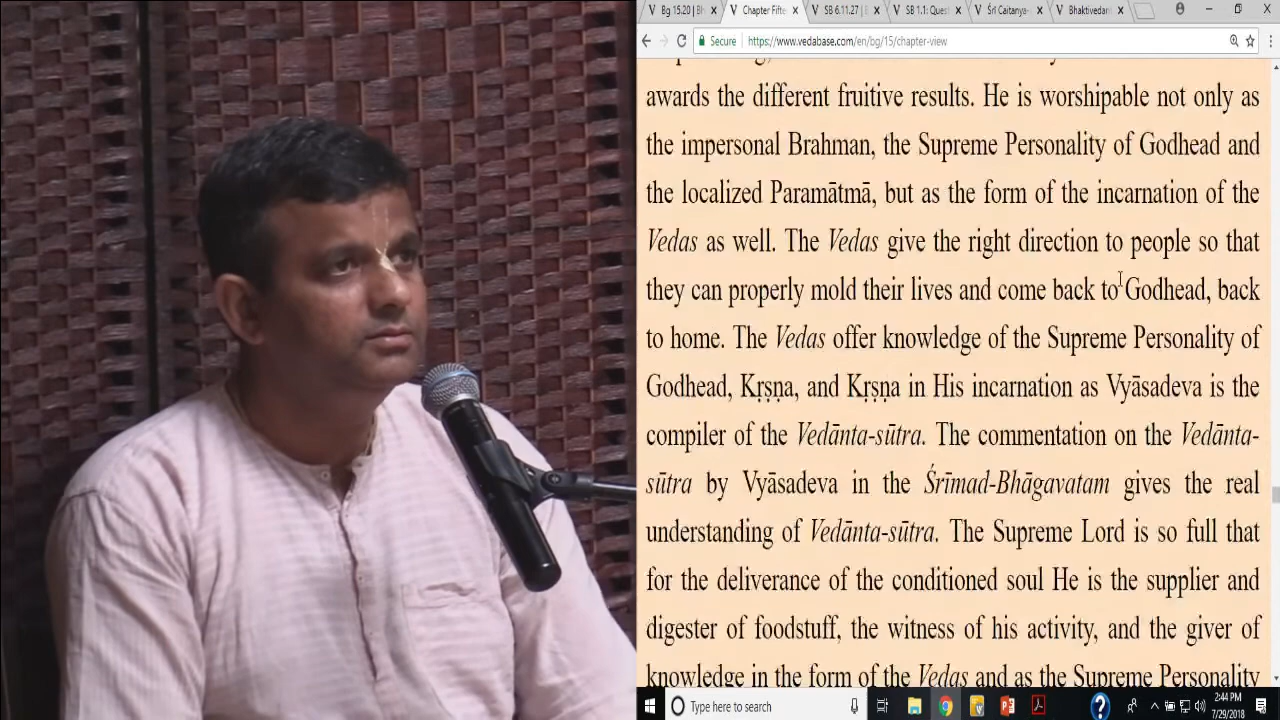 Bg 15.20 | Bh
Chapter Fifte
SB 6.11.27 |
SB 1.1: Ques
Śrī Caitanya-
Bhaktivedan
Secure https://www.vedabase.com/en/bg/15/chapter-view
awards the different fruitive results. He is worshipable not only as
the impersonal Brahman, the Supreme Personality of Godhead and
the localized Paramātmā, but as the form of the incarnation of the
Vedas as well. The Vedas give the right direction to people so that
they can properly mold their lives and come back to Godhead, back
to home. The Vedas offer knowledge of the Supreme Personality of
Godhead, Kṛṣṇa, and Kṛṣṇa in His incarnation as Vyāsadeva is the
compiler of the Vedānta-sūtra. The commentation on the Vedānta-
sūtra by Vyāsadeva in the Śrīmad-Bhāgavatam gives the real
understanding of Vedānta-sūtra. The Supreme Lord is so full that
for the deliverance of the conditioned soul He is the supplier and
digester of foodstuff, the witness of his activity, and the giver of
knowledge in the form of the Vedas and as the Supreme Personality
Type here to search
2:44 PM
7/29/2018